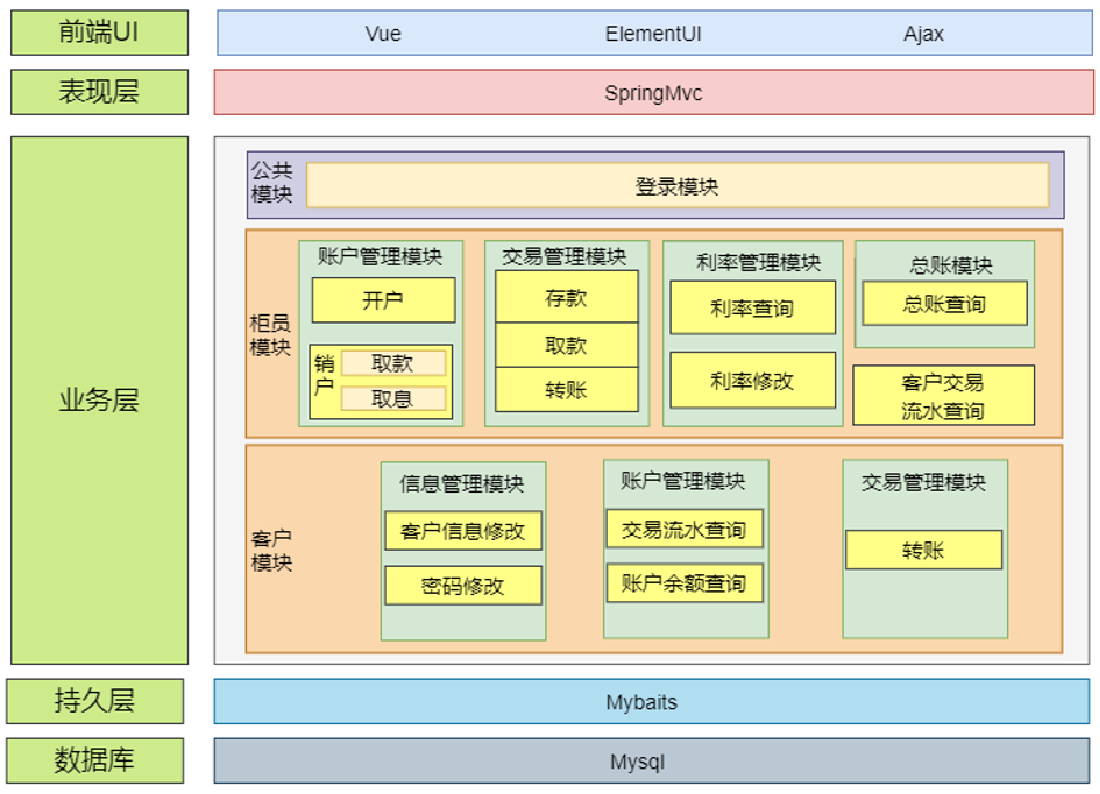 前端UI
Vue
ElementUI
Ajax
表现层
SpringMvc
业务层
公共
模块
登录模块
柜员
模块
账户管理模块
开户
销
户
取款
取息
交易管理模块
存款
取款
转账
利率管理模块
利率查询
利率修改
总账模块
总账查询
客户交易
流水查询
客户
模块
信息管理模块
客户信息修改
密码修改
账户管理模块
交易流水查询
账户余额查询
交易管理模块
转账
持久层
Mybaits
数据库
Mysql